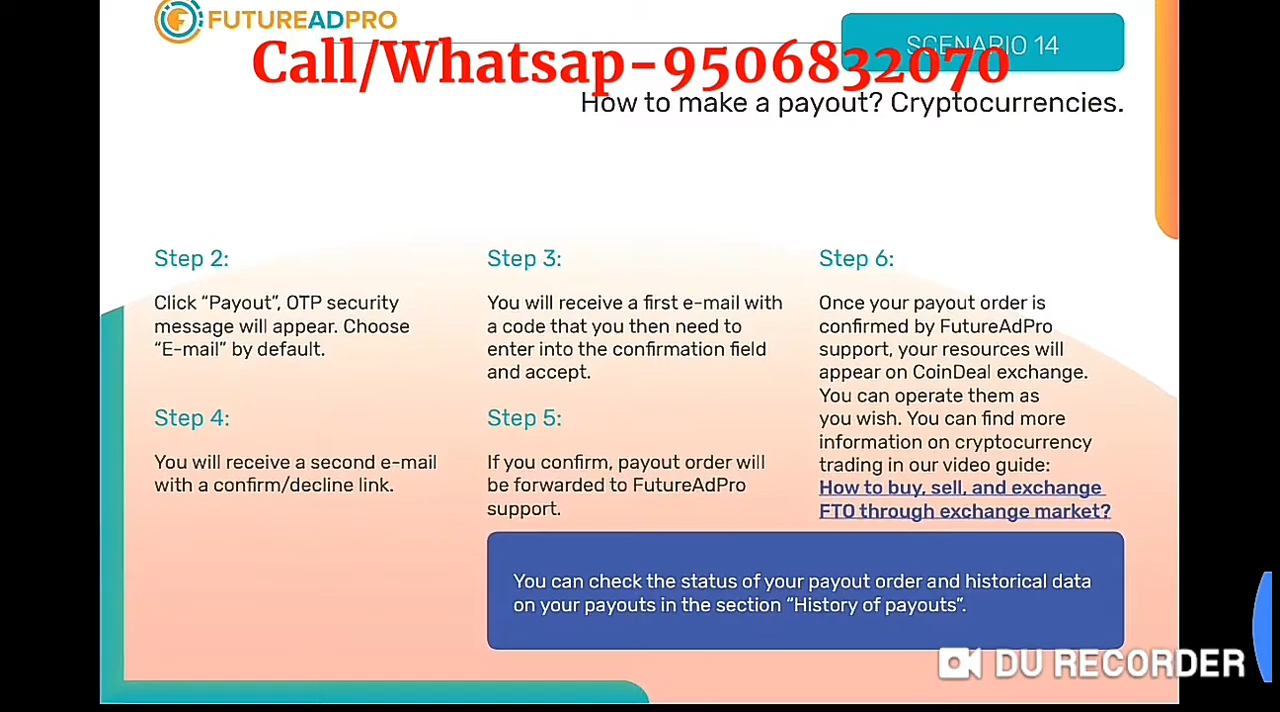 FUTUREADPRO
SCENARIO 14
Call/Whatsap-9506832070
How to make a payout? Cryptocurrencies.
Step 2:
Click “Payout”, OTP security
message will appear. Choose
“E-mail” by default.
Step 3:
You will receive a first e-mail with
a code that you then need to
enter into the confirmation field
and accept.
Step 4:
You will receive a second e-mail
with a confirm/decline link.
Step 5:
If you confirm, payout order will
be forwarded to FutureAdPro
support.
Step 6:
Once your payout order is
confirmed by FutureAdPro
support, your resources will
appear on CoinDeal exchange.
You can operate them as
you wish. You can find more
information on cryptocurrency
trading in our video guide:
How to buy, sell, and exchange
FTO through exchange market?
You can check the status of your payout order and historical data
on your payouts in the section “History of payouts”.
DU RECORDER